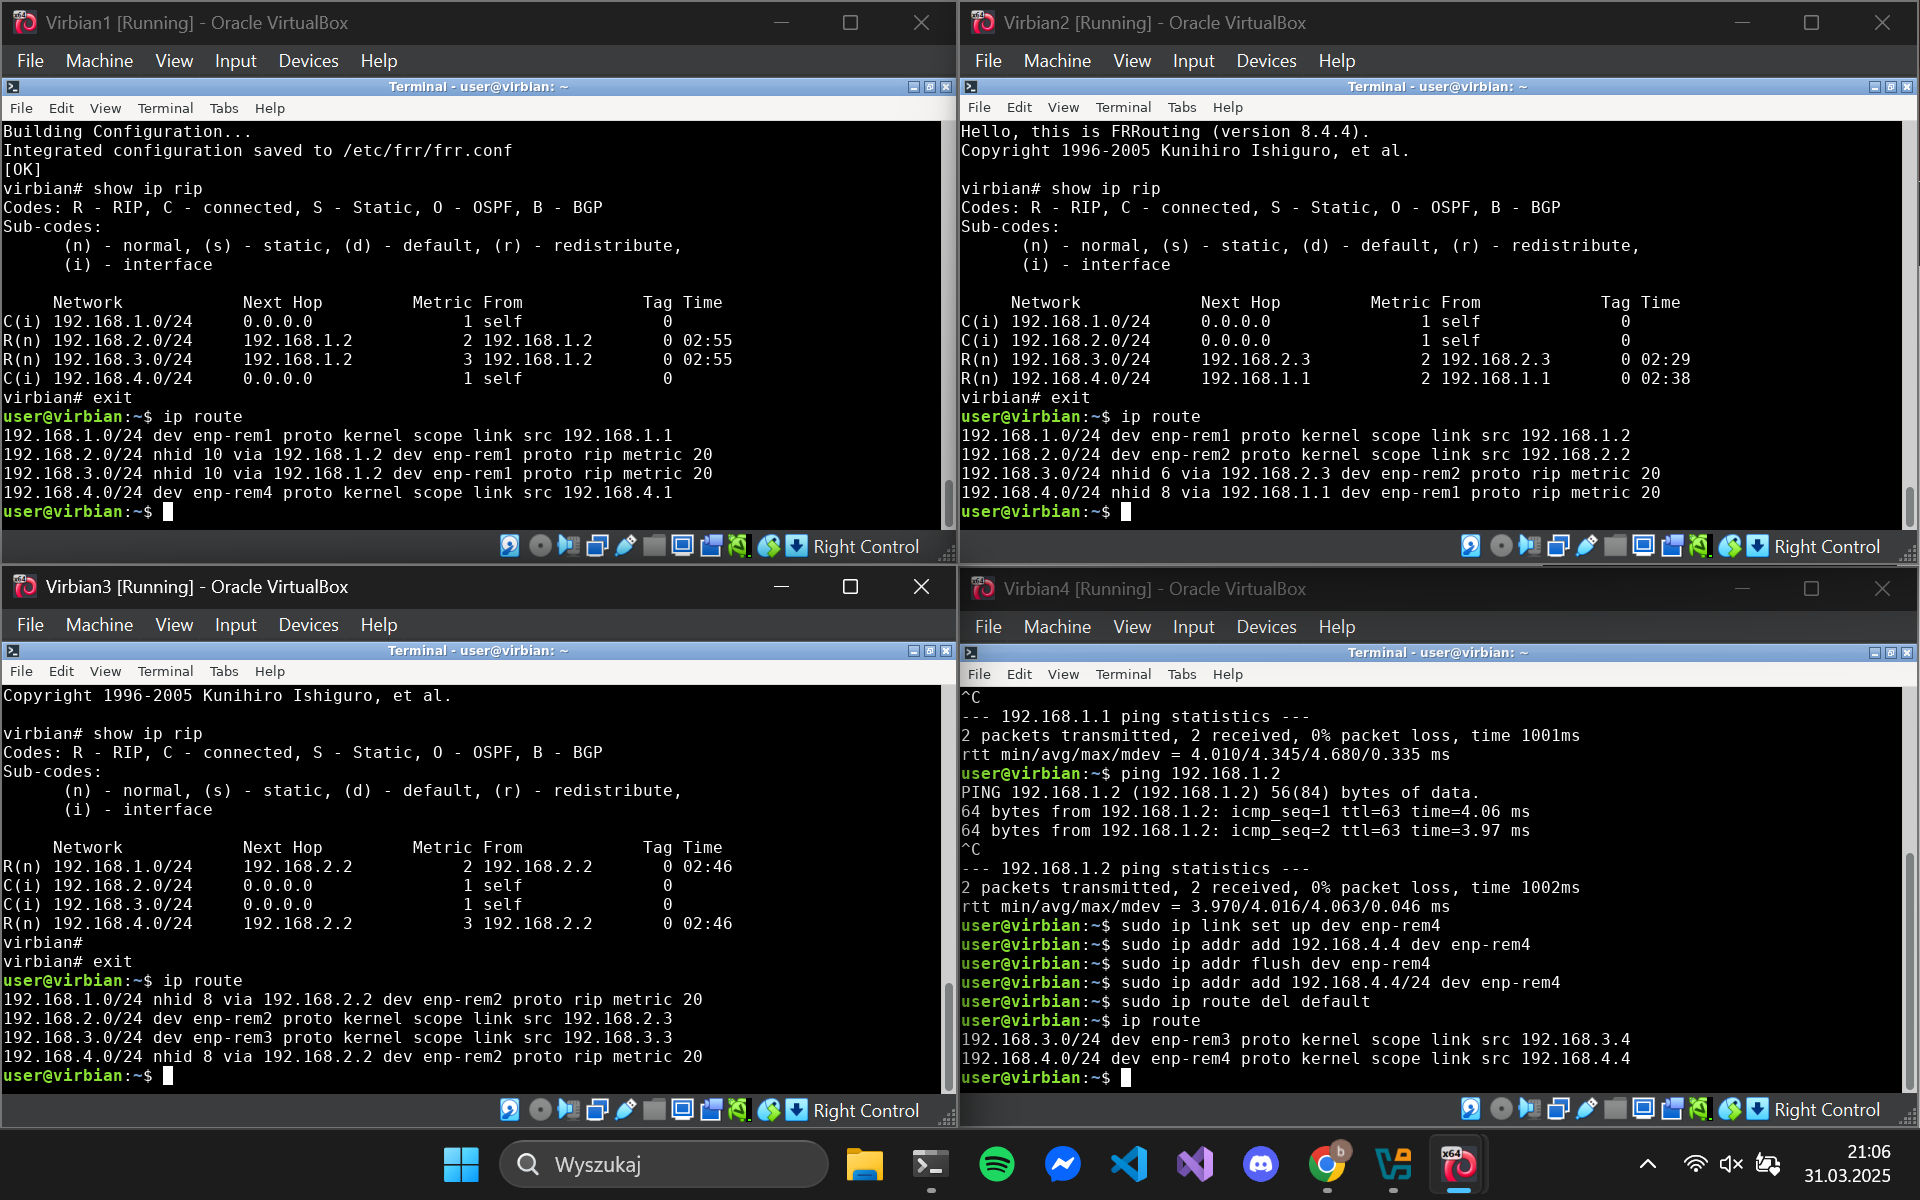 Virbian1 [Running] - Oracle VirtualBox
File Machine View Input Devices Help
Terminal - user@virbian: ~
File Edit View Terminal Tabs Help
Building Configuration...
Integrated configuration saved to /etc/frr/frr.conf
[OK]
virbian# show ip rip
Codes: R - RIP, C - connected, S - Static, O - OSPF, B - BGP
Sub-codes:
      (n) - normal, (s) - static, (d) - default, (r) - redistribute,
      (i) - interface
     Network            Next Hop         Metric From            Tag Time
C(i) 192.168.1.0/24     0.0.0.0               1 self              0
R(n) 192.168.2.0/24     192.168.1.2           2 192.168.1.2       0 02:55
R(n) 192.168.3.0/24     192.168.1.2           3 192.168.1.2       0 02:55
C(i) 192.168.4.0/24     0.0.0.0               1 self              0
virbian# exit
user@virbian:~$ ip route
192.168.1.0/24 dev enp-rem1 proto kernel scope link src 192.168.1.1
192.168.2.0/24 nhid 10 via 192.168.1.2 dev enp-rem1 proto rip metric 20
192.168.3.0/24 nhid 10 via 192.168.1.2 dev enp-rem1 proto rip metric 20
192.168.4.0/24 dev enp-rem4 proto kernel scope link src 192.168.4.1
user@virbian:~$
Right Control
Virbian2 [Running] - Oracle VirtualBox
File Machine View Input Devices Help
Terminal - user@virbian: ~
File Edit View Terminal Tabs Help
Hello, this is FRRouting (version 8.4.4).
Copyright 1996-2005 Kunihiro Ishiguro, et al.
virbian# show ip rip
Codes: R - RIP, C - connected, S - Static, O - OSPF, B - BGP
Sub-codes:
      (n) - normal, (s) - static, (d) - default, (r) - redistribute,
      (i) - interface
     Network            Next Hop         Metric From            Tag Time
C(i) 192.168.1.0/24     0.0.0.0               1 self              0
C(i) 192.168.2.0/24     0.0.0.0               1 self              0
R(n) 192.168.3.0/24     192.168.2.3           2 192.168.2.3       0 02:29
R(n) 192.168.4.0/24     192.168.1.1           2 192.168.1.1       0 02:38
virbian# exit
user@virbian:~$ ip route
192.168.1.0/24 dev enp-rem1 proto kernel scope link src 192.168.1.2
192.168.2.0/24 dev enp-rem2 proto kernel scope link src 192.168.2.2
192.168.3.0/24 nhid 6 via 192.168.2.3 dev enp-rem2 proto rip metric 20
192.168.4.0/24 nhid 8 via 192.168.1.1 dev enp-rem1 proto rip metric 20
user@virbian:~$
Right Control
Virbian3 [Running] - Oracle VirtualBox
File Machine View Input Devices Help
Terminal - user@virbian: ~
File Edit View Terminal Tabs Help
Copyright 1996-2005 Kunihiro Ishiguro, et al.
virbian# show ip rip
Codes: R - RIP, C - connected, S - Static, O - OSPF, B - BGP
Sub-codes:
      (n) - normal, (s) - static, (d) - default, (r) - redistribute,
      (i) - interface
     Network            Next Hop         Metric From            Tag Time
R(n) 192.168.1.0/24     192.168.2.2           2 192.168.2.2       0 02:46
C(i) 192.168.2.0/24     0.0.0.0               1 self              0
C(i) 192.168.3.0/24     0.0.0.0               1 self              0
R(n) 192.168.4.0/24     192.168.2.2           3 192.168.2.2       0 02:46
virbian#
virbian# exit
user@virbian:~$ ip route
192.168.1.0/24 nhid 8 via 192.168.2.2 dev enp-rem2 proto rip metric 20
192.168.2.0/24 dev enp-rem2 proto kernel scope link src 192.168.2.3
192.168.3.0/24 dev enp-rem3 proto kernel scope link src 192.168.3.3
192.168.4.0/24 nhid 8 via 192.168.2.2 dev enp-rem2 proto rip metric 20
user@virbian:~$
Right Control
Virbian4 [Running] - Oracle VirtualBox
File Machine View Input Devices Help
Terminal - user@virbian: ~
File Edit View Terminal Tabs Help
^C
--- 192.168.1.1 ping statistics ---
2 packets transmitted, 2 received, 0% packet loss, time 1001ms
rtt min/avg/max/mdev = 4.010/4.345/4.680/0.335 ms
user@virbian:~$ ping 192.168.1.2
PING 192.168.1.2 (192.168.1.2) 56(84) bytes of data.
64 bytes from 192.168.1.2: icmp_seq=1 ttl=63 time=4.06 ms
64 bytes from 192.168.1.2: icmp_seq=2 ttl=63 time=3.97 ms
^C
--- 192.168.1.2 ping statistics ---
2 packets transmitted, 2 received, 0% packet loss, time 1002ms
rtt min/avg/max/mdev = 3.970/4.016/4.063/0.046 ms
user@virbian:~$ sudo ip link set up dev enp-rem4
user@virbian:~$ sudo ip addr add 192.168.4.4 dev enp-rem4
user@virbian:~$ sudo ip addr flush dev enp-rem4
user@virbian:~$ sudo ip addr add 192.168.4.4/24 dev enp-rem4
user@virbian:~$ sudo ip route del default
user@virbian:~$ ip route
192.168.3.0/24 dev enp-rem3 proto kernel scope link src 192.168.3.4
192.168.4.0/24 dev enp-rem4 proto kernel scope link src 192.168.4.4
user@virbian:~$
Right Control
Wyszukaj
b
x64
21:06
31.03.2025